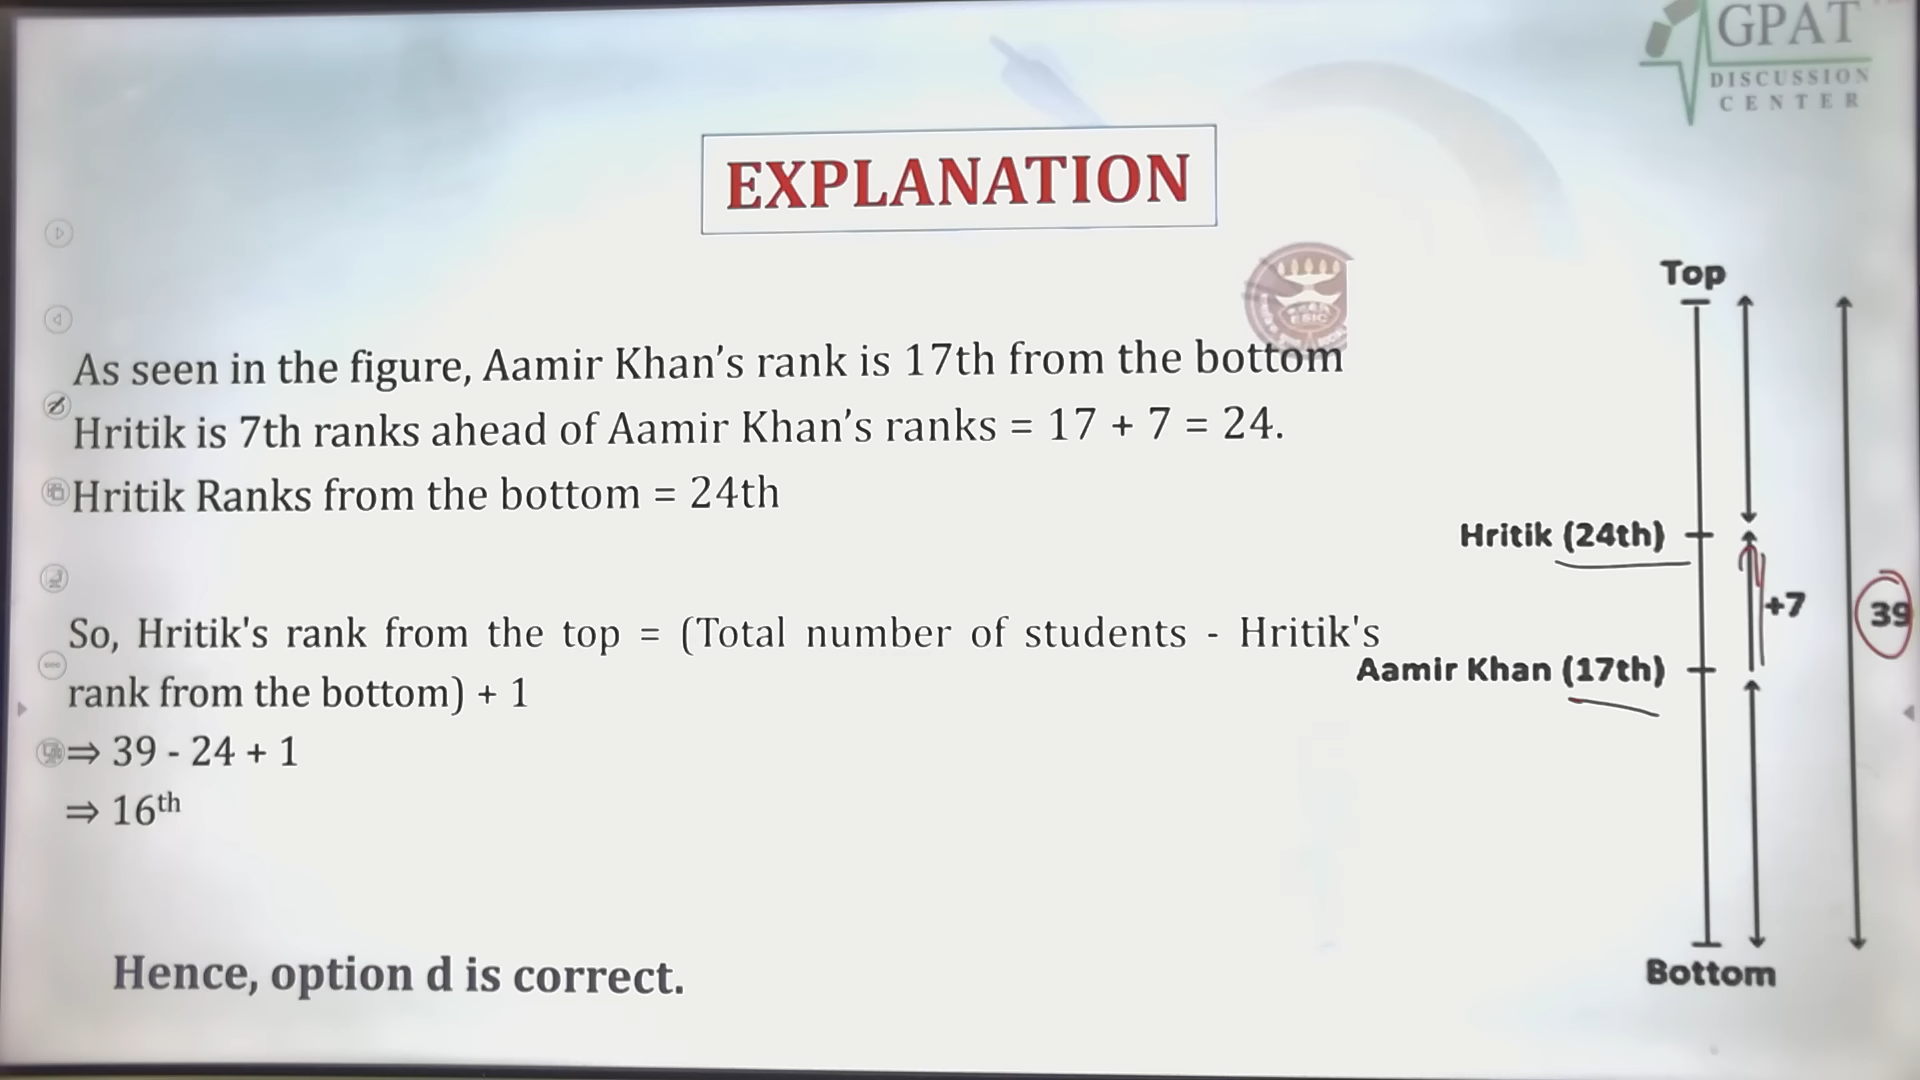 GPAT
DISCUSSION
CENTER
EXPLANATION
ESIC
As seen in the figure, Aamir Khan's rank is 17th from the bottom
Hritik is 7th ranks ahead of Aamir Khan's ranks = 17 + 7 = 24.
Hritik Ranks from the bottom = 24th
So, Hritik's rank from the top = (Total number of students - Hritik's
rank from the bottom) + 1
⇒ 39 - 24 + 1
⇒ 16th
Hence, option d is correct.
Top
Hritik (24th)
+7
39
Aamir Khan (17th)
Bottom